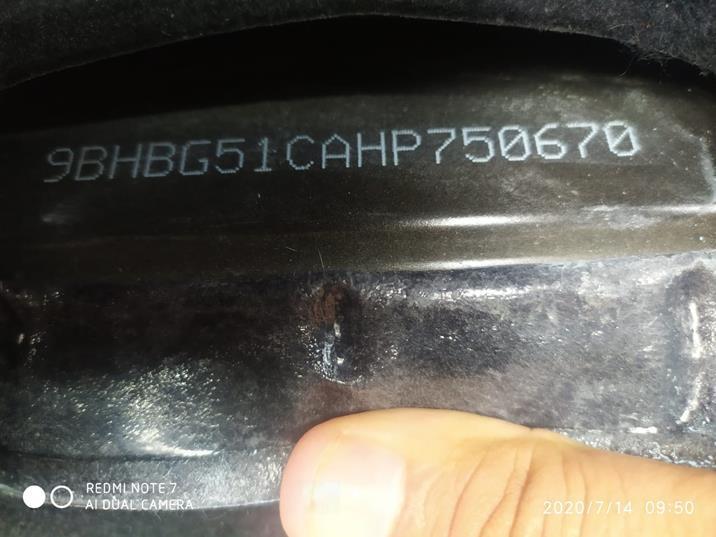 9BHBG51CAHP750670
REDMI NOTE 7
AI DUAL CAMERA
2020/7/14 09:50